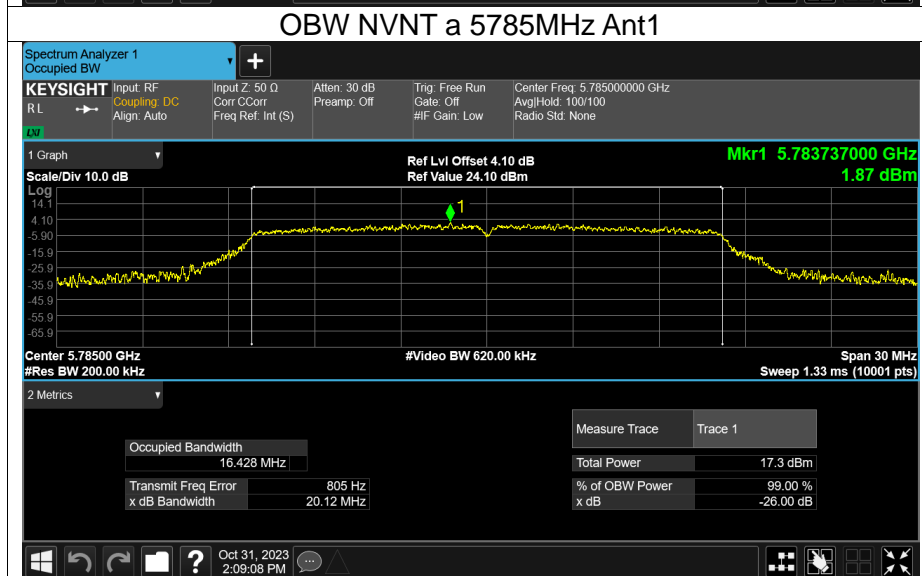 OBW NVNT a 5785MHz Ant1
Spectrum Analyzer 1
Occupied BW
KEYSIGHT
R L
LXI
Input: RF
Coupling: DC
Align: Auto
Input Z: 50 Ω
Corr CCorr
Freq Ref: Int (S)
Atten: 30 dB
Preamp: Off
Trig: Free Run
Gate: Off
#IF Gain: Low
Center Freq: 5.785000000 GHz
Avg|Hold: 100/100
Radio Std: None
1 Graph
Scale/Div 10.0 dB
Ref Lvl Offset 4.10 dB
Ref Value 24.10 dBm
Mkr1 5.783737000 GHz
1.87 dBm
Log
14.1
4.10
-5.90
-15.9
-25.9
-35.9
-45.9
-55.9
-65.9
1
Center 5.78500 GHz
#Res BW 200.00 kHz
#Video BW 620.00 kHz
Span 30 MHz
Sweep 1.33 ms (10001 pts)
2 Metrics
Measure Trace Trace 1
Occupied Bandwidth
16.428 MHz
Total Power 17.3 dBm
Transmit Freq Error 805 Hz
% of OBW Power 99.00 %
x dB Bandwidth 20.12 MHz
x dB -26.00 dB
?
Oct 31, 2023
2:09:08 PM